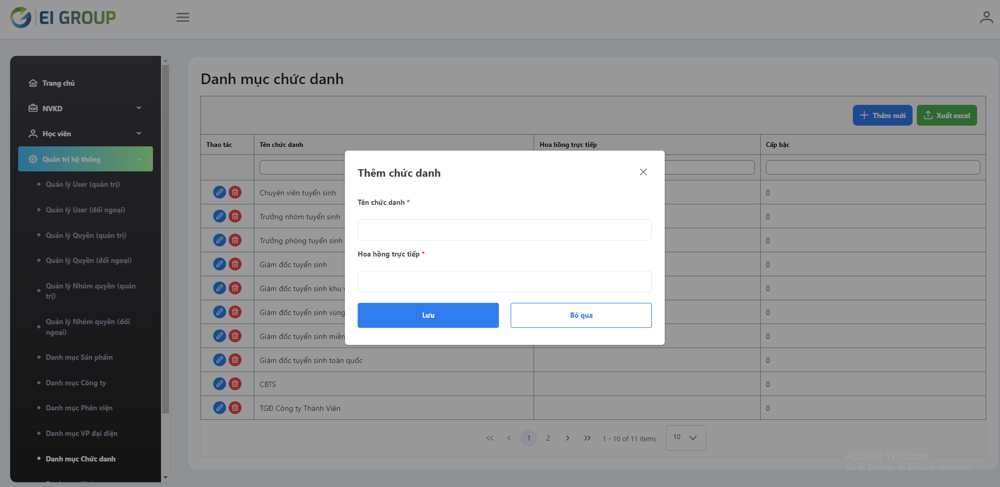 EI GROUP
Trang chủ
NVKD
Học viên
Quản trị hệ thống
Quản lý User (quản trị)
Quản lý User (đối ngoại)
Quản lý Quyền (quản trị)
Quản lý Quyền (đối ngoại)
Quản lý Nhóm quyền (quản
trị)
Quản lý Nhóm quyền (đối
ngoại)
Danh mục Sản phẩm
Danh mục Công ty
Danh mục Phân viện
Danh mục VP đại diện
Danh mục Chức danh
Danh mục chức danh
Thêm mới
Xuất excel
Thao tác
Tên chức danh
Hoa hồng trực tiếp
Cấp bậc
Chuyên viên tuyển sinh
0
Trưởng nhóm tuyển sinh
0
Trưởng phòng tuyển sinh
0
Giám đốc tuyển sinh
0
Giám đốc tuyển sinh khu
0
Giám đốc tuyển sinh vùng
0
Giám đốc tuyển sinh miền
0
Giám đốc tuyển sinh toàn quốc
0
CBTS
0
TGĐ Công ty Thành Viên
0
1
2
1 - 10 of 11 items
10
Thêm chức danh
Tên chức danh *
Hoa hồng trực tiếp *
Lưu
Bỏ qua
Activate Windows
Go to Settings to activate Windows.